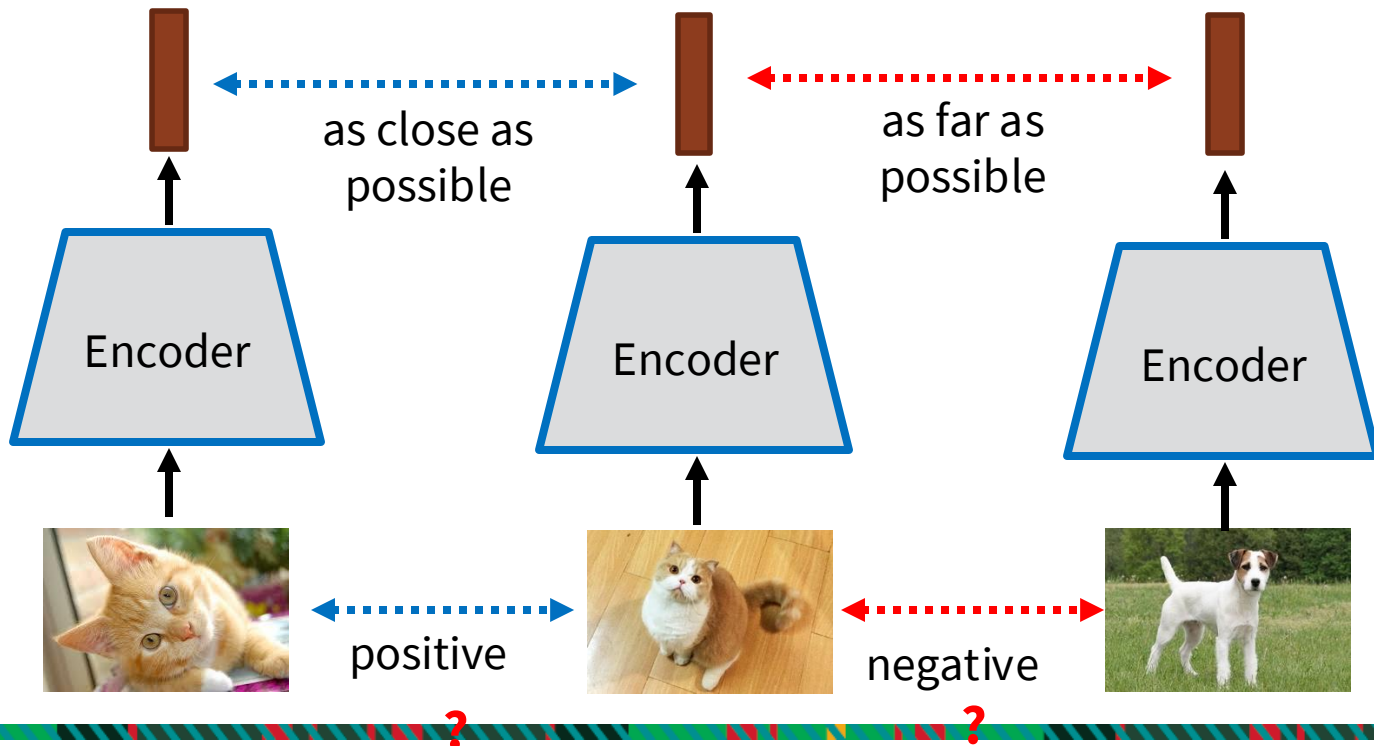 as close as
possible
as far as
possible
Encoder
Encoder
Encoder
positive
negative
?
?